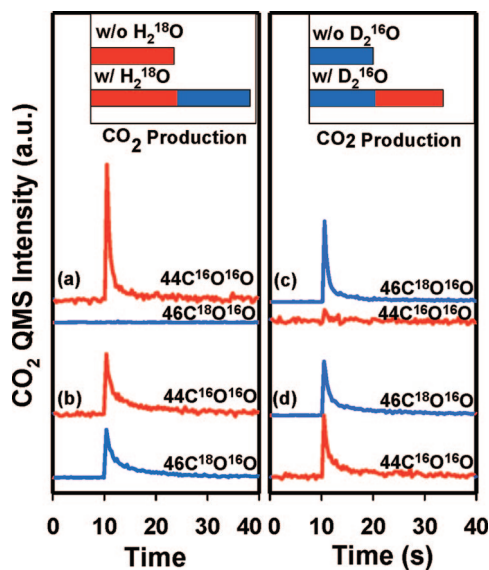 CO₂ QMS Intensity (a.u.)
w/o H₂¹⁸O
w/ H₂¹⁸O
CO₂ Production
(a)
44C¹⁶O¹⁶O
46C¹⁸O¹⁶O
(b)
44C¹⁶O¹⁶O
46C¹⁸O¹⁶O
0 10 20 30 40
Time
w/o D₂¹⁶O
w/ D₂¹⁶O
CO₂ Production
(c)
46C¹⁸O¹⁶O
44C¹⁶O¹⁶O
(d)
46C¹⁸O¹⁶O
44C¹⁶O¹⁶O
0 10 20 30 40
Time (s)